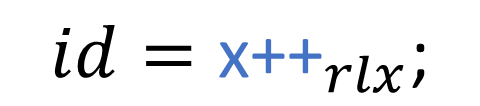 id = x++rlx;